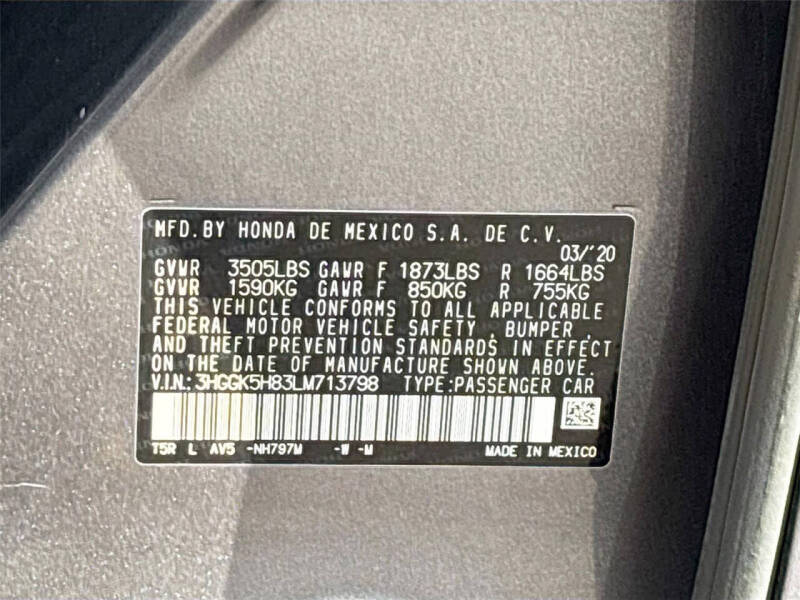 MFD. BY HONDA DE MEXICO S.A. DE C.V.
03/'20
GVWR 3505LBS GAWR F 1873LBS R 1664LBS
GVWR 1590KG GAWR F 850KG R 755KG
THIS VEHICLE CONFORMS TO ALL APPLICABLE
FEDERAL MOTOR VEHICLE SAFETY, BUMPER,
AND THEFT PREVENTION STANDARDS IN EFFECT
ON THE DATE OF MANUFACTURE SHOWN ABOVE.
V.I.N.: 3HGGK5H83LM713798 TYPE:PASSENGER CAR
T5R L AV5 -NH797M -W -M MADE IN MEXICO